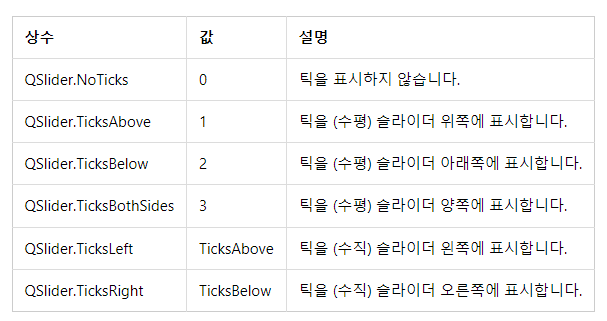 상수 값 설명
QSlider.NoTicks 0 틱을 표시하지 않습니다.
QSlider.TicksAbove 1 틱을 (수평) 슬라이더 위쪽에 표시합니다.
QSlider.TicksBelow 2 틱을 (수평) 슬라이더 아래쪽에 표시합니다.
QSlider.TicksBothSides 3 틱을 (수평) 슬라이더 양쪽에 표시합니다.
QSlider.TicksLeft TicksAbove 틱을 (수직) 슬라이더 왼쪽에 표시합니다.
QSlider.TicksRight TicksBelow 틱을 (수직) 슬라이더 오른쪽에 표시합니다.